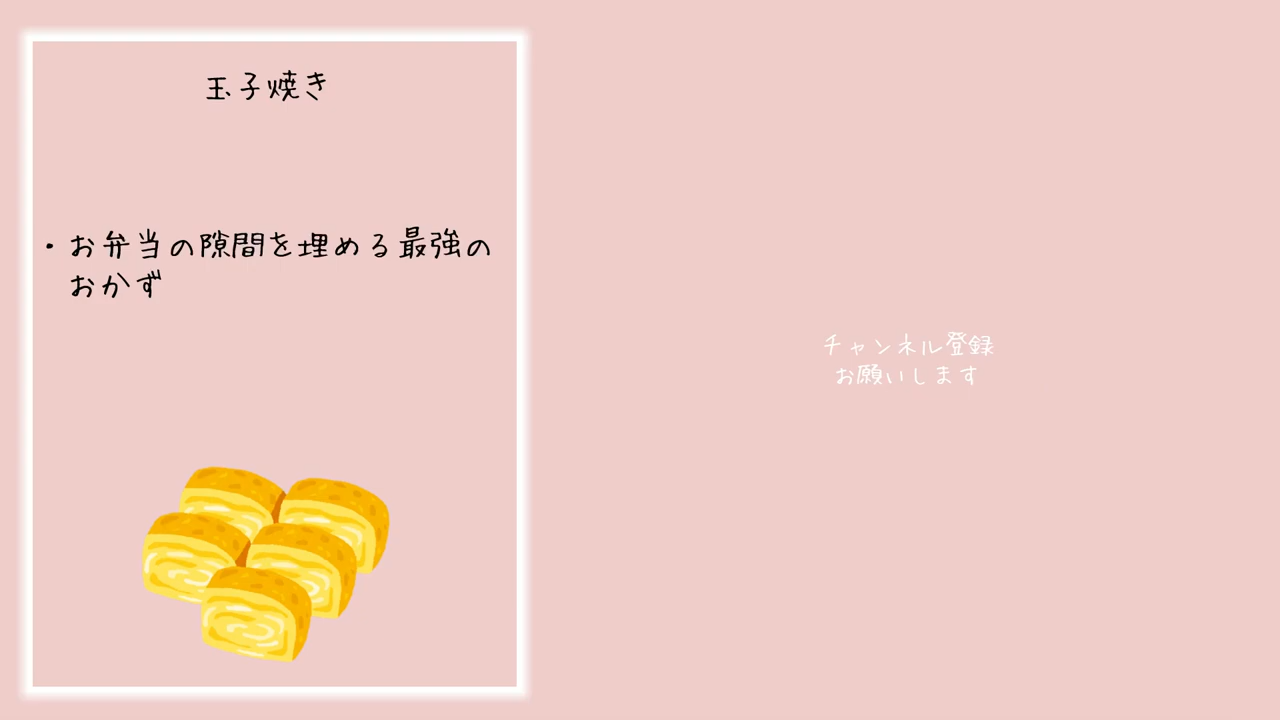 玉子焼き
・お弁当の隙間を埋める最強の
おかず
チャンネル登録
お願いします